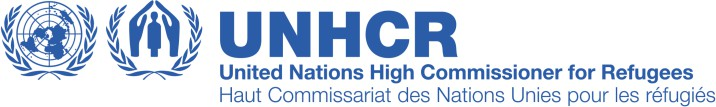 UNHCR
United Nations High Commissioner for Refugees
Haut Commissariat des Nations Unies pour les réfugiés